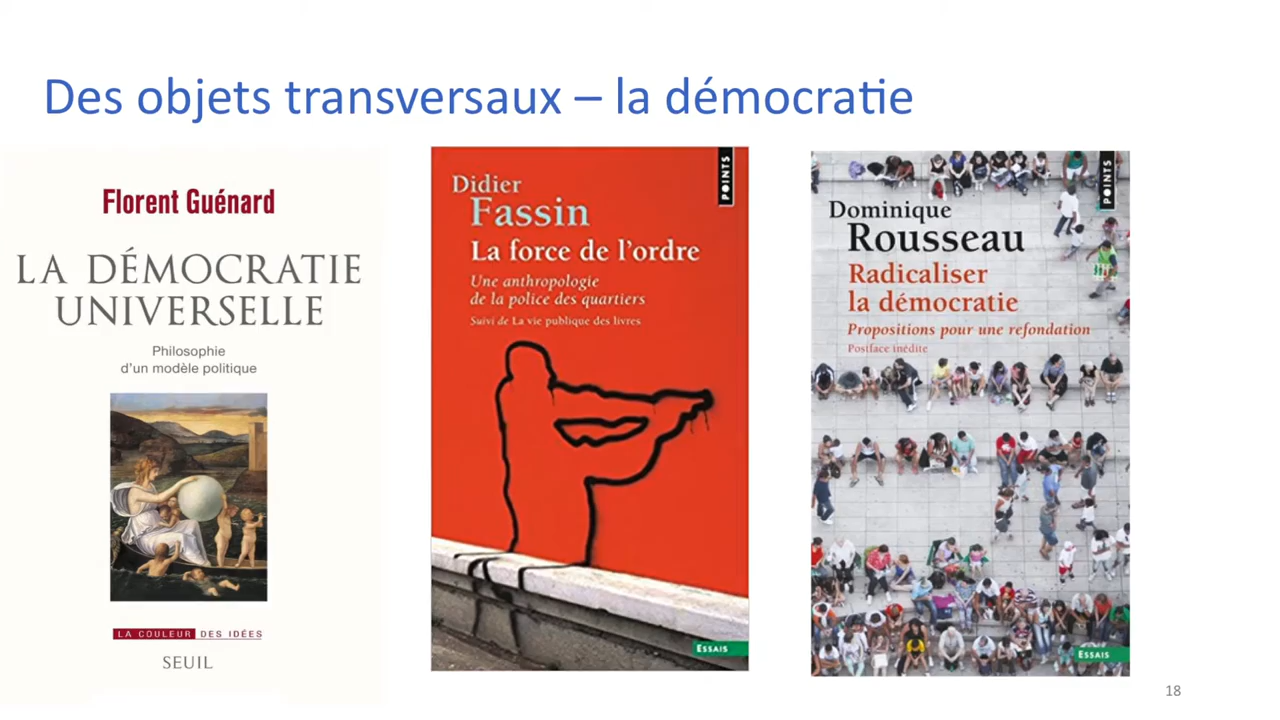 Des objets transversaux – la démocratie
Florent Guénard
LA DÉMOCRATIE
UNIVERSELLE
Philosophie
d'un modèle politique
LA COULEUR DES IDÉES
SEUIL
POINTS
Didier
Fassin
La force de l'ordre
Une anthropologie
de la police des quartiers
Suivi de La vie publique des livres
ESSAIS
POINTS
Dominique
Rousseau
Radicaliser
la démocratie
Propositions pour une refondation
Postface inédite
ESSAIS
18